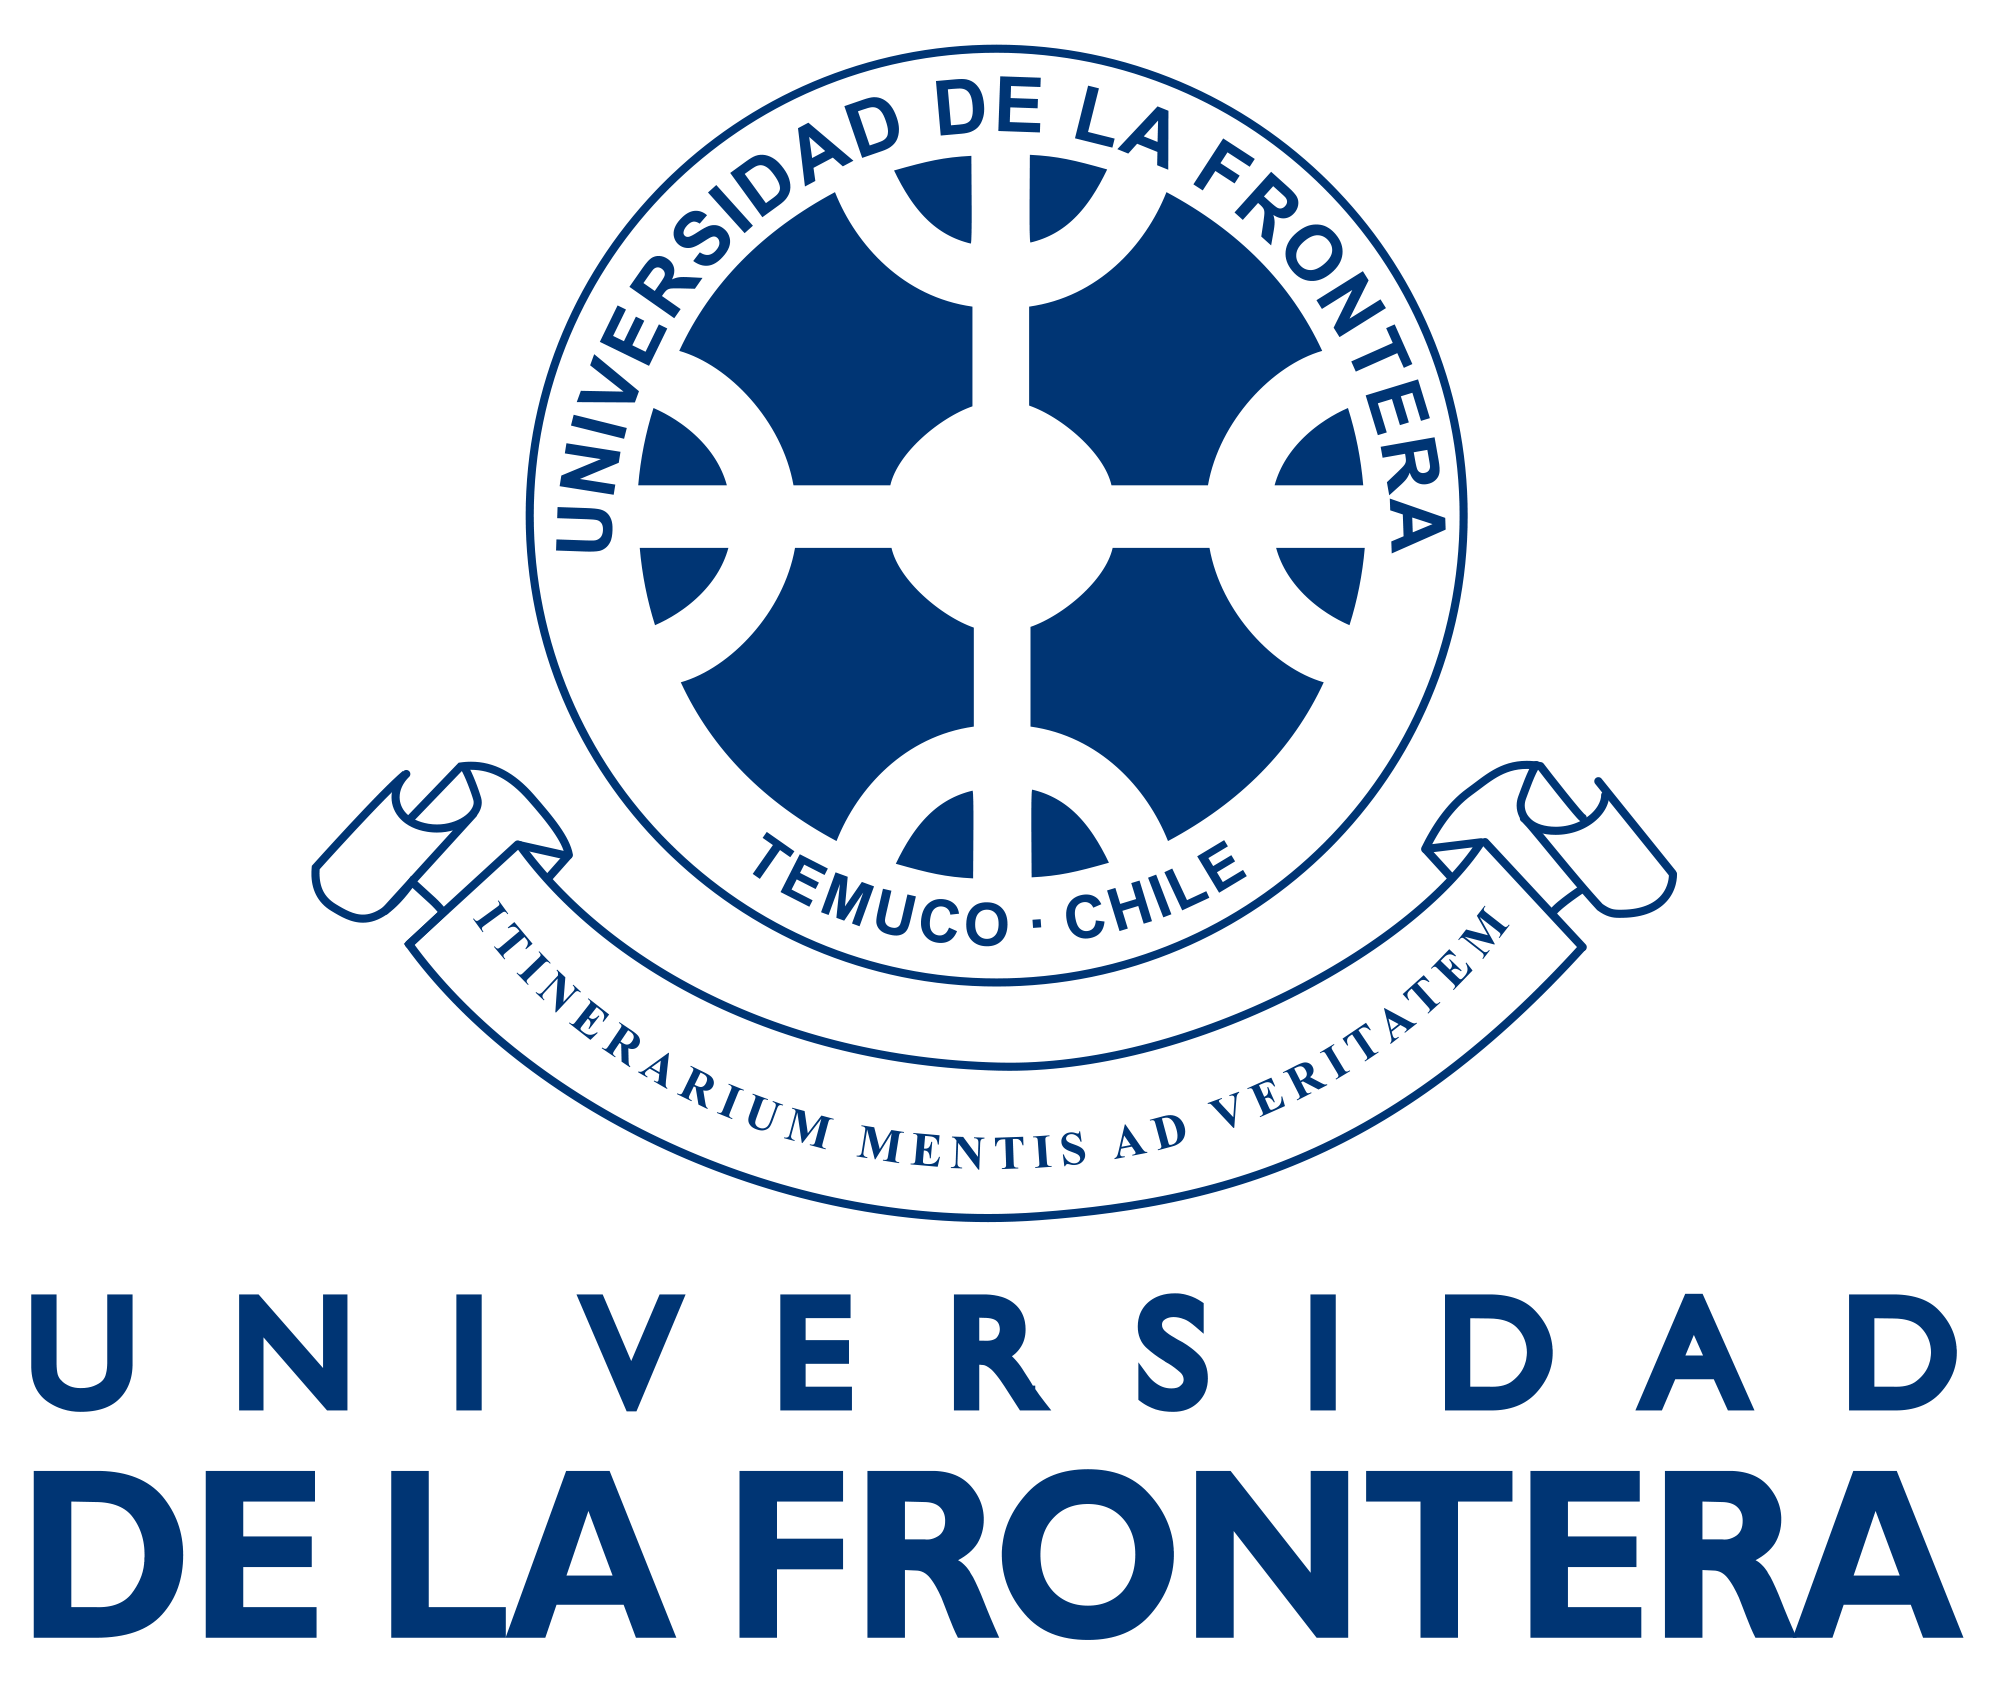 UNIVERSIDAD DE LA FRONTERA
TEMUCO · CHILE
ITINERARIUM MENTIS AD VERITATEM
UNIVERSIDAD
DE LA FRONTERA